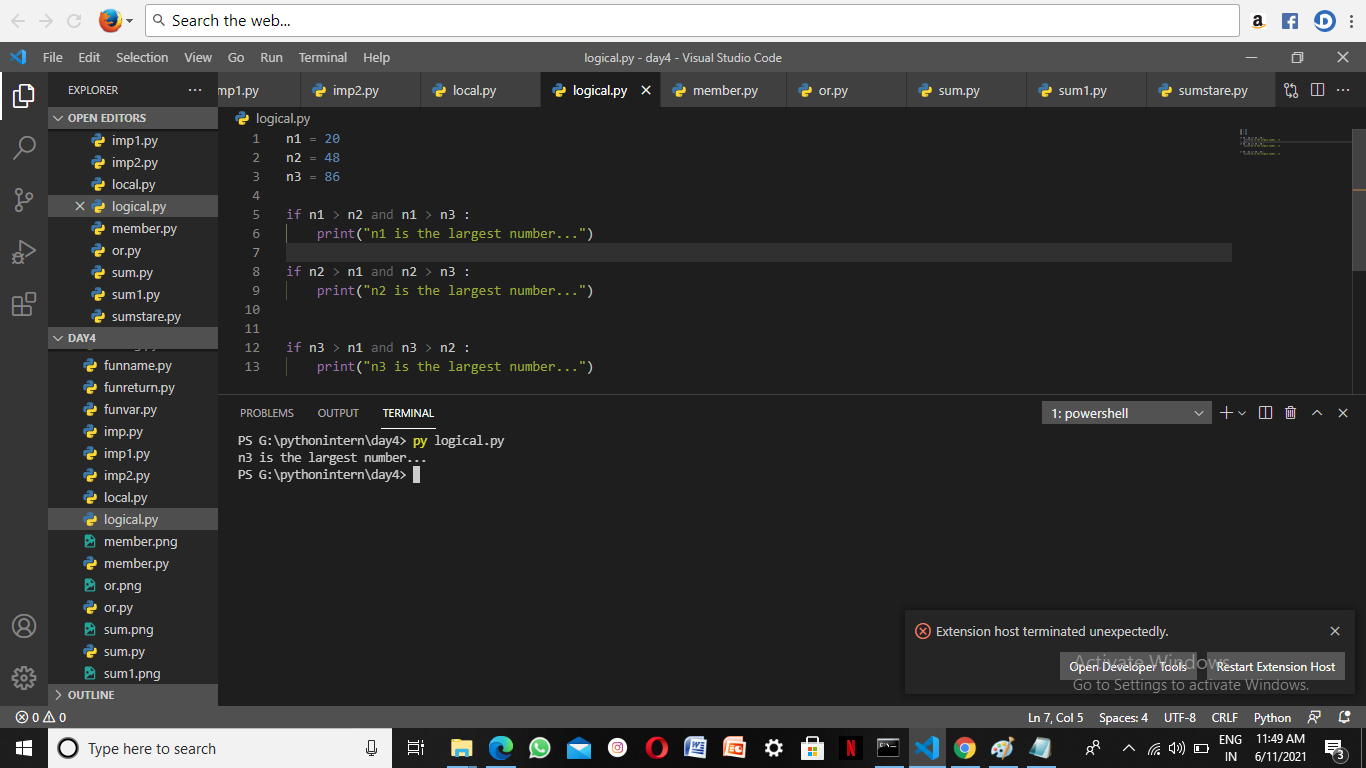 Search the web...
File Edit Selection View Go Run Terminal Help
logical.py - day4 - Visual Studio Code
EXPLORER
OPEN EDITORS
imp1.py
imp2.py
local.py
logical.py
member.py
or.py
sum.py
sum1.py
sumstare.py
DAY4
funname.py
funreturn.py
funvar.py
imp.py
imp1.py
imp2.py
local.py
logical.py
member.png
member.py
or.png
or.py
sum.png
sum.py
sum1.png
OUTLINE
mp1.py imp2.py local.py logical.py member.py or.py sum.py sum1.py sumstare.py
logical.py
1 n1 = 20
2 n2 = 48
3 n3 = 86
4
5 if n1 > n2 and n1 > n3 :
6 print("n1 is the largest number...")
7
8 if n2 > n1 and n2 > n3 :
9 print("n2 is the largest number...")
10
11
12 if n3 > n1 and n3 > n2 :
13 print("n3 is the largest number...")
PROBLEMS OUTPUT TERMINAL
1: powershell
PS G:\pythonintern\day4> py logical.py
n3 is the largest number...
PS G:\pythonintern\day4>
Extension host terminated unexpectedly.
Open Developer Tools Restart Extension Host
Activate Windows
Go to Settings to activate Windows.
0 0
Ln 7, Col 5 Spaces: 4 UTF-8 CRLF Python
Type here to search
ENG
IN
11:49 AM
6/11/2021
3